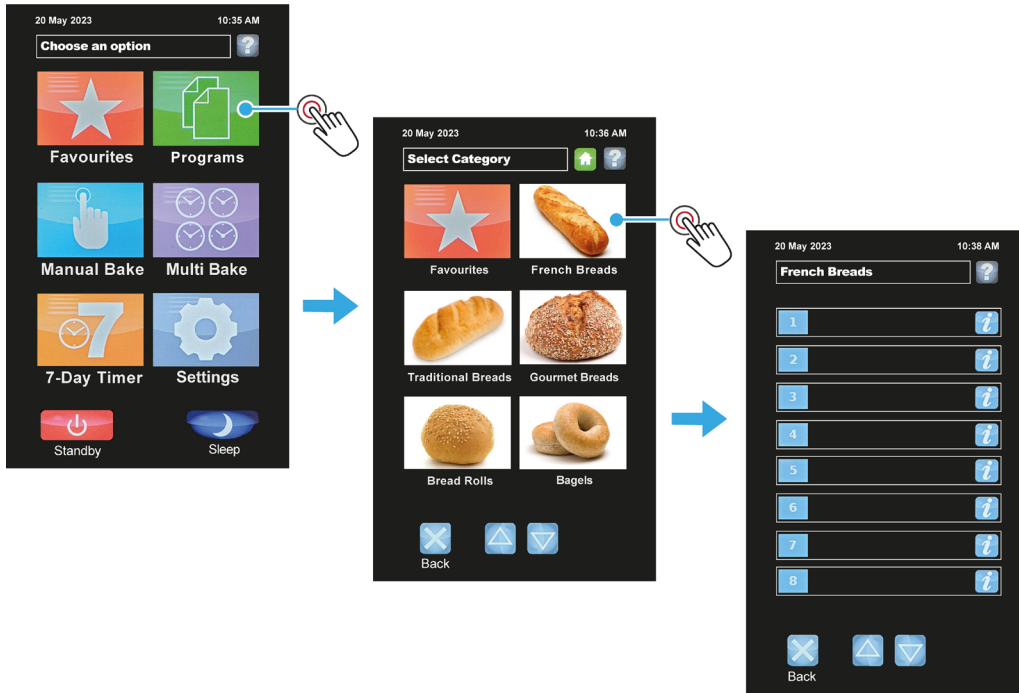 20 May 2023 10:35 AM
Choose an option ?
Favourites Programs
Manual Bake Multi Bake
7
7-Day Timer Settings
Standby Sleep
20 May 2023 10:36 AM
Select Category ?
Favourites French Breads
Traditional Breads Gourmet Breads
Bread Rolls Bagels
Back
20 May 2023 10:38 AM
French Breads ?
1 i
2 i
3 i
4 i
5 i
6 i
7 i
8 i
Back